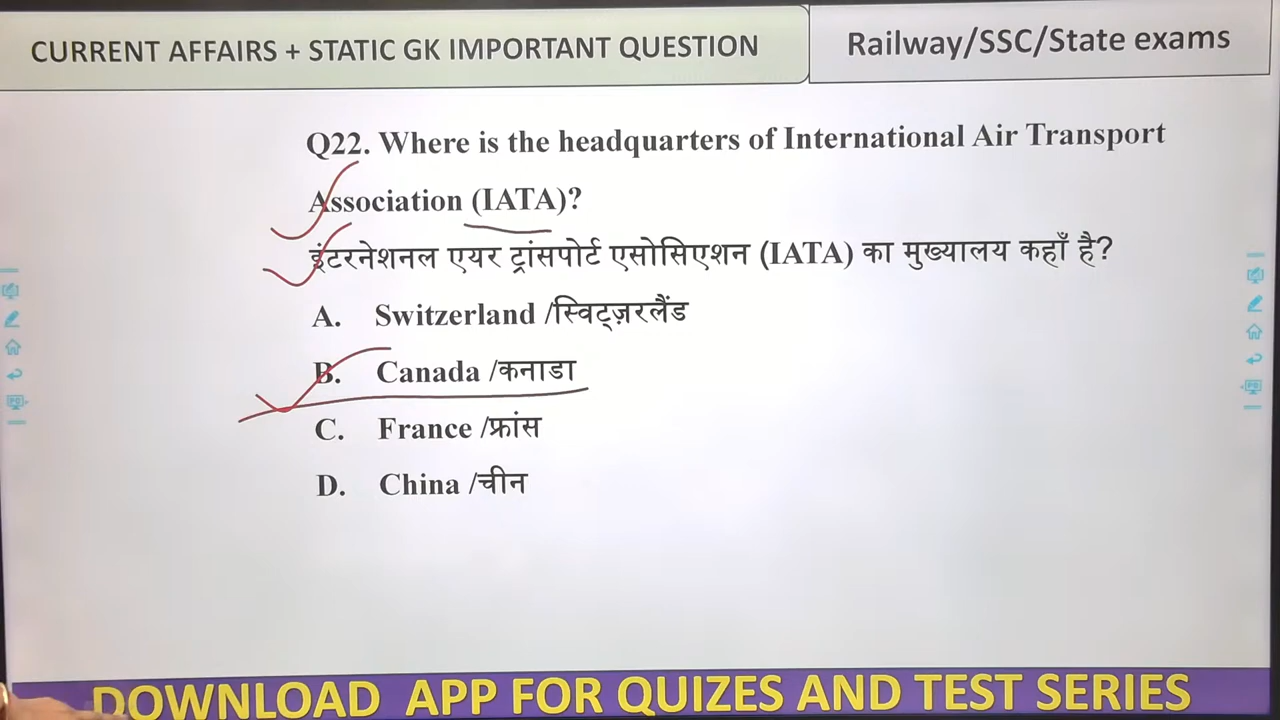 CURRENT AFFAIRS + STATIC GK IMPORTANT QUESTION
Railway/SSC/State exams
Q22. Where is the headquarters of International Air Transport
Association (IATA)?
इंटरनेशनल एयर ट्रांसपोर्ट एसोसिएशन (IATA) का मुख्यालय कहाँ है?
A. Switzerland /स्विट्ज़रलैंड
B. Canada /कनाडा
C. France /फ्रांस
D. China /चीन
DOWNLOAD APP FOR QUIZES AND TEST SERIES